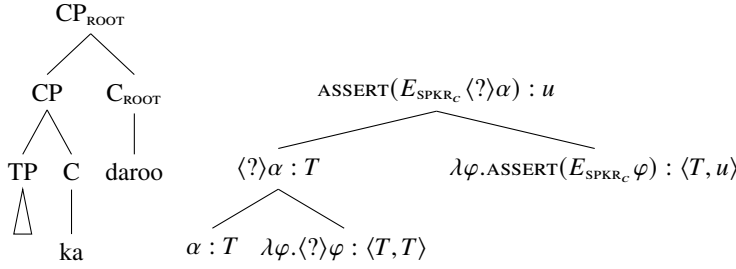 CP_ROOT
CP C_ROOT ASSERT(E_SPKR_C ⟨?⟩α) : u
TP C daroo ⟨?⟩α : T λφ.ASSERT(E_SPKR_C φ) : ⟨T, u⟩
ka α : T λφ.⟨?⟩φ : ⟨T, T⟩